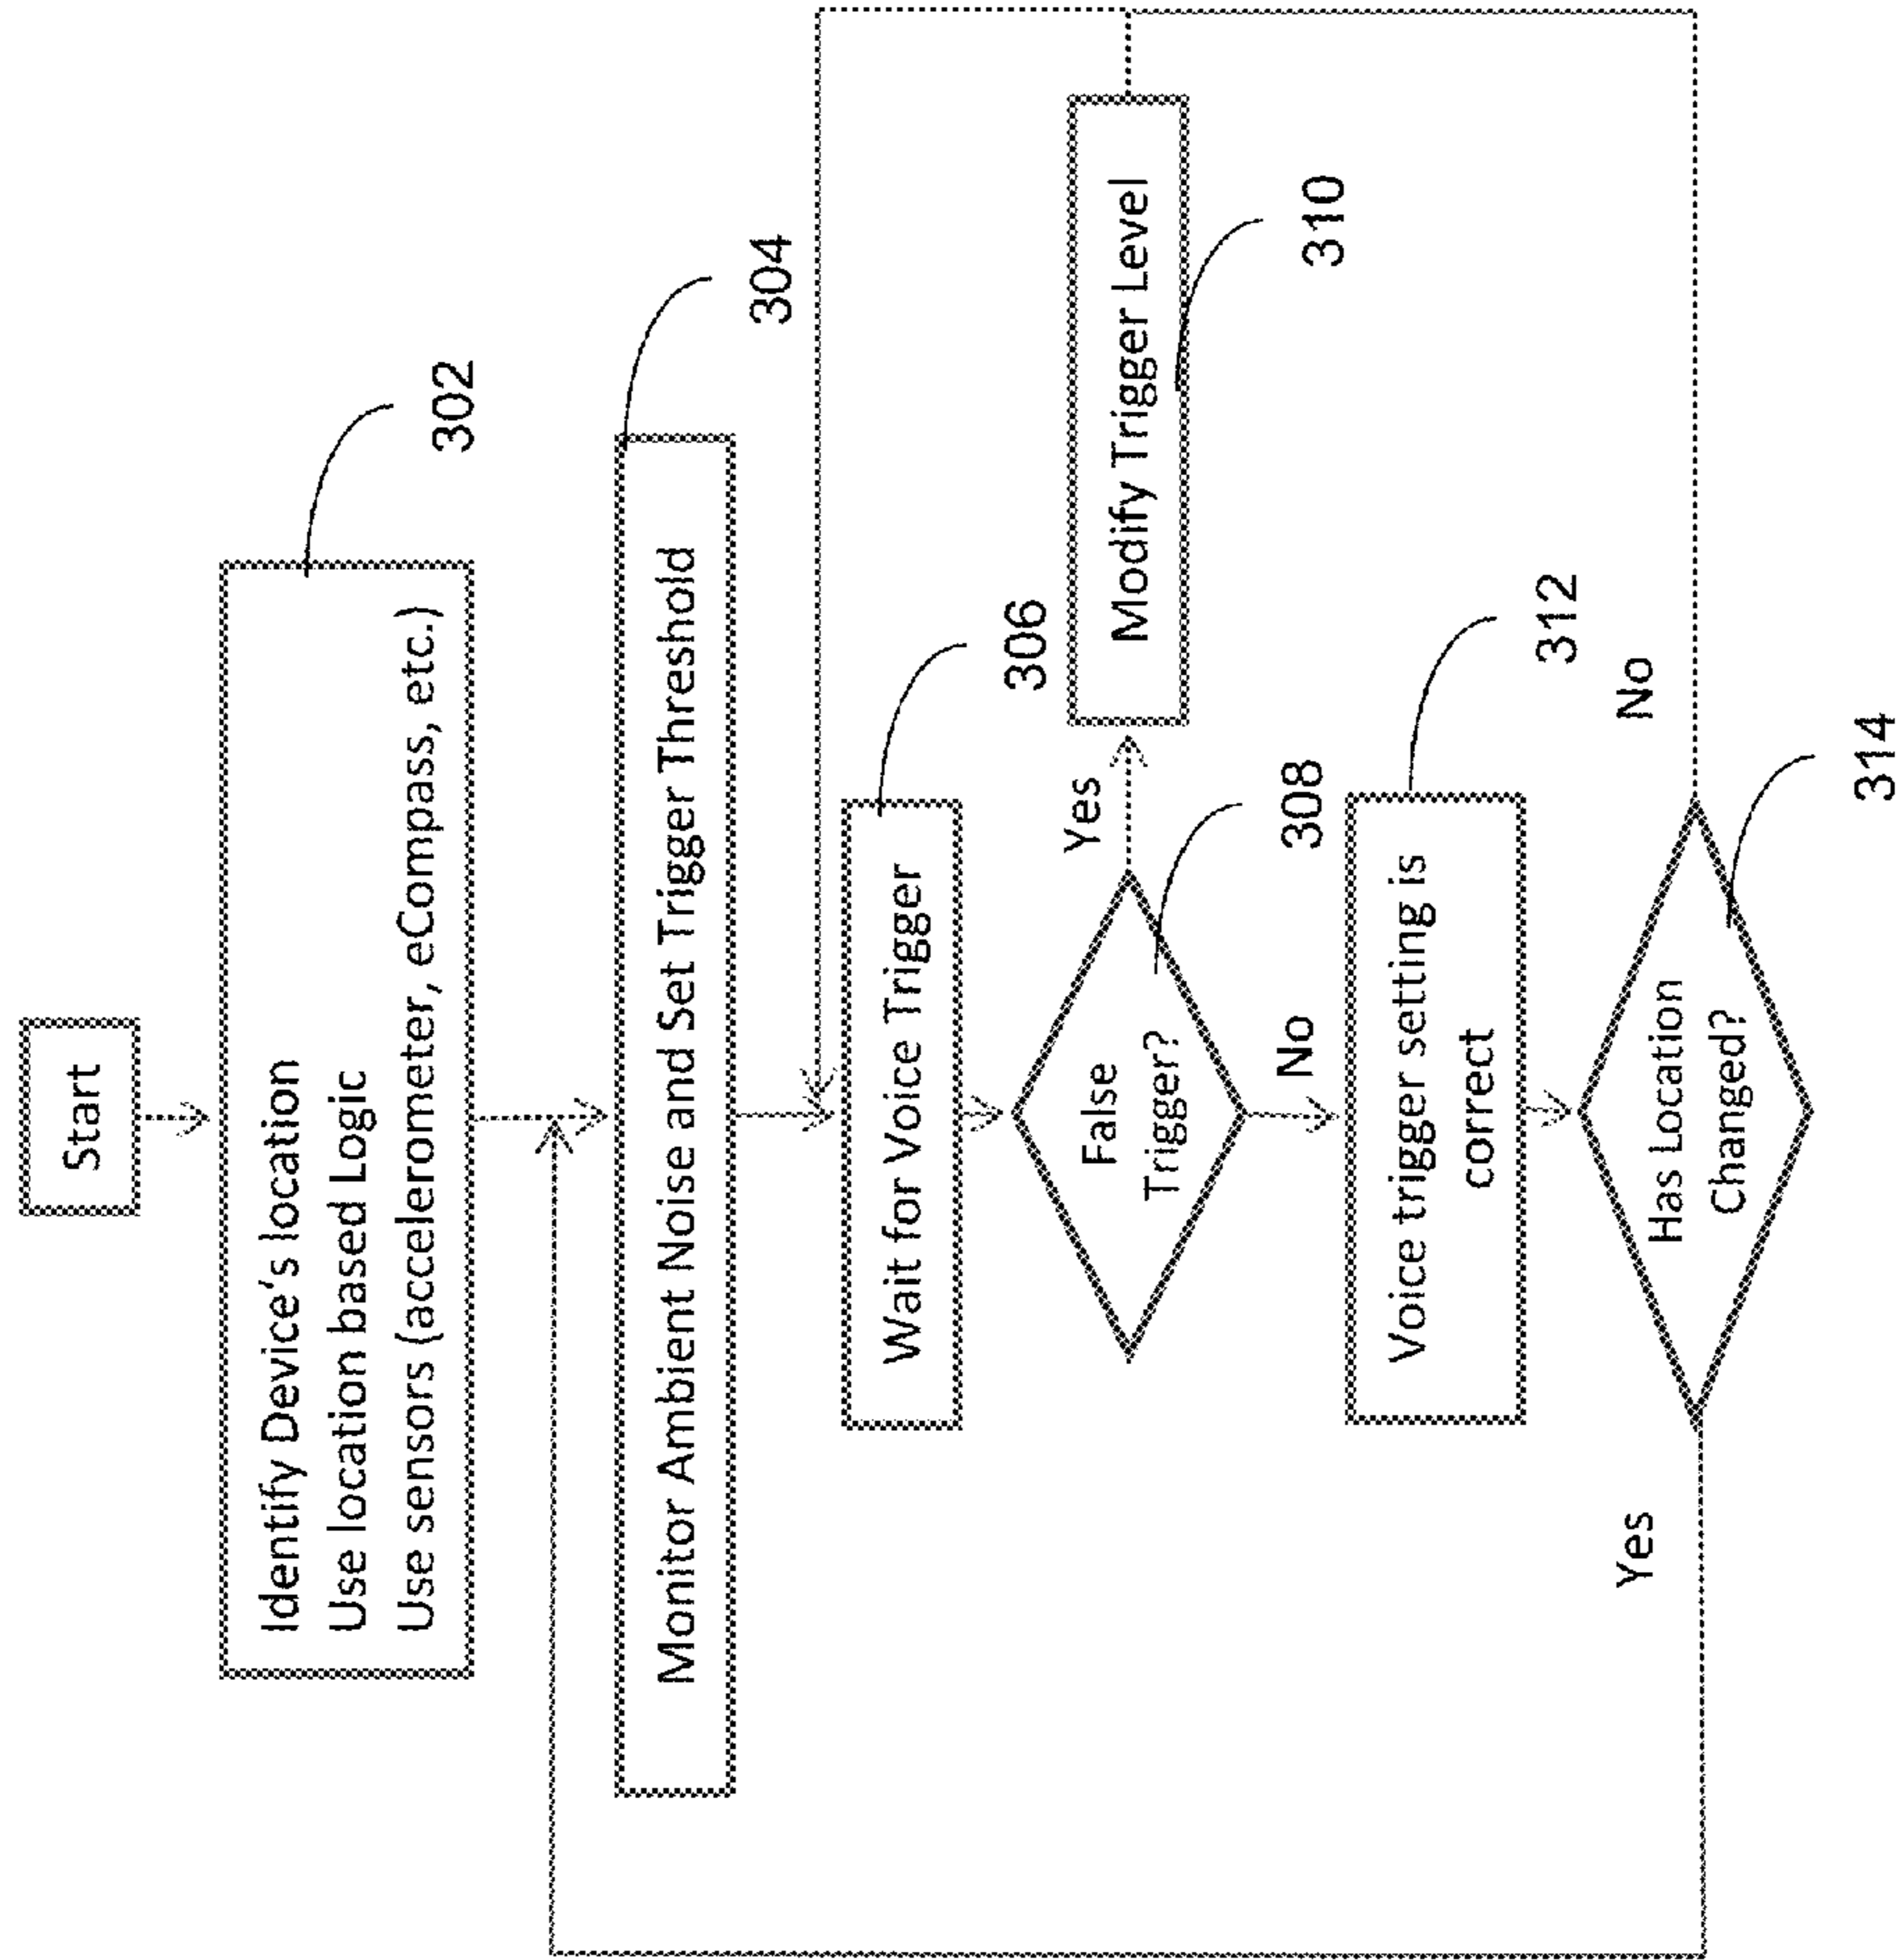 Start
Identify Device's location
Use location based Logic
Use sensors (accelerometer, eCompass, etc.)
302
Monitor Ambient Noise and Set Trigger Threshold
304
Wait for Voice Trigger
306
False
Trigger?
308
Yes
Modify Trigger Level
310
No
Voice trigger setting is
correct
312
Has Location
Changed?
314
Yes
No